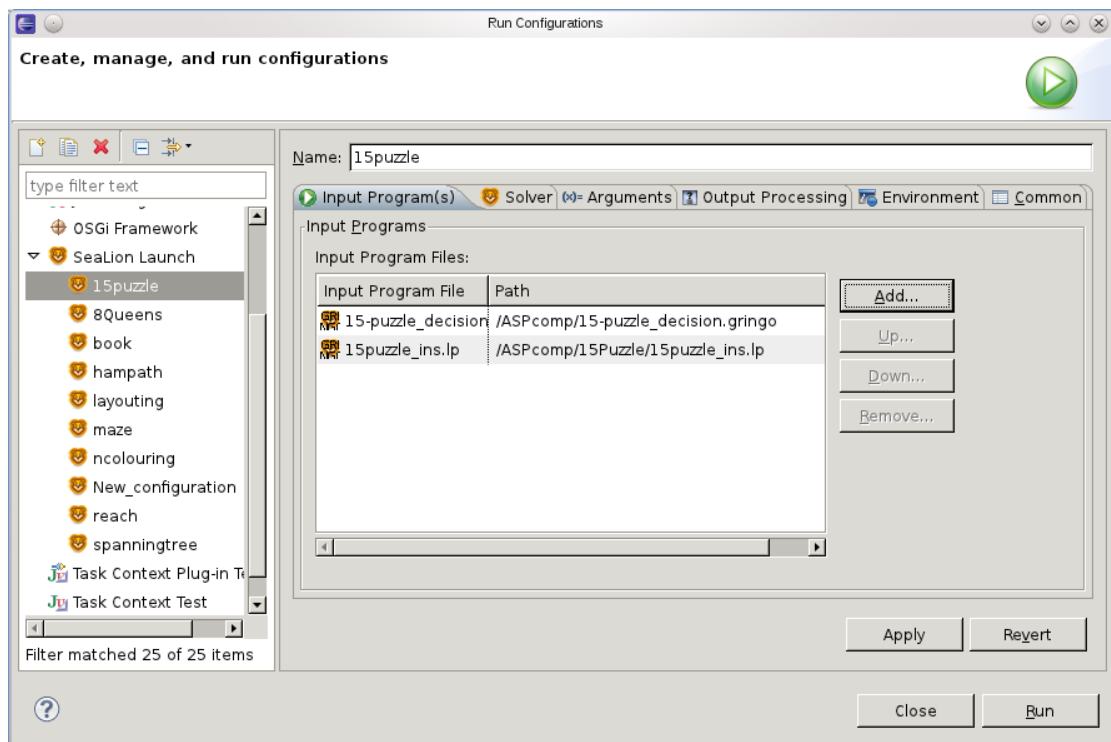 Run Configurations
Create, manage, and run configurations
type filter text
OSGi Framework
SeaLion Launch
15puzzle
8Queens
book
hampath
layouting
maze
ncolouring
New_configuration
reach
spanningtree
Task Context Plug-in Te
Task Context Test
Filter matched 25 of 25 items
Name: 15puzzle
Input Program(s) Solver (x)= Arguments Output Processing Environment Common
Input Programs
Input Program Files:
Input Program File Path
15-puzzle_decision /ASPcomp/15-puzzle_decision.gringo
15puzzle_ins.lp /ASPcomp/15Puzzle/15puzzle_ins.lp
Add...
Up...
Down...
Remove...
Apply Revert
Close Run